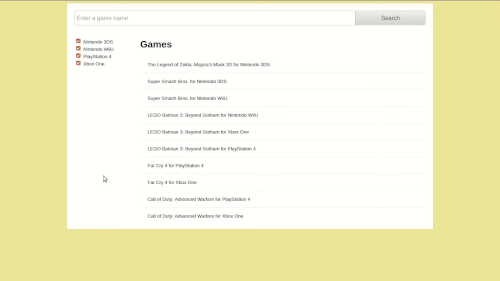 Enter a game name
Search
Nintendo 3DS
Nintendo WiiU
PlayStation 4
Xbox One
Games
The Legend of Zelda: Majora's Mask 3D for Nintendo 3DS
Super Smash Bros. for Nintendo 3DS
Super Smash Bros. for Nintendo WiiU
LEGO Batman 3: Beyond Gotham for Nintendo WiiU
LEGO Batman 3: Beyond Gotham for Xbox One
LEGO Batman 3: Beyond Gotham for PlayStation 4
Far Cry 4 for PlayStation 4
Far Cry 4 for Xbox One
Call of Duty: Advanced Warfare for PlayStation 4
Call of Duty: Advanced Warfare for Xbox One